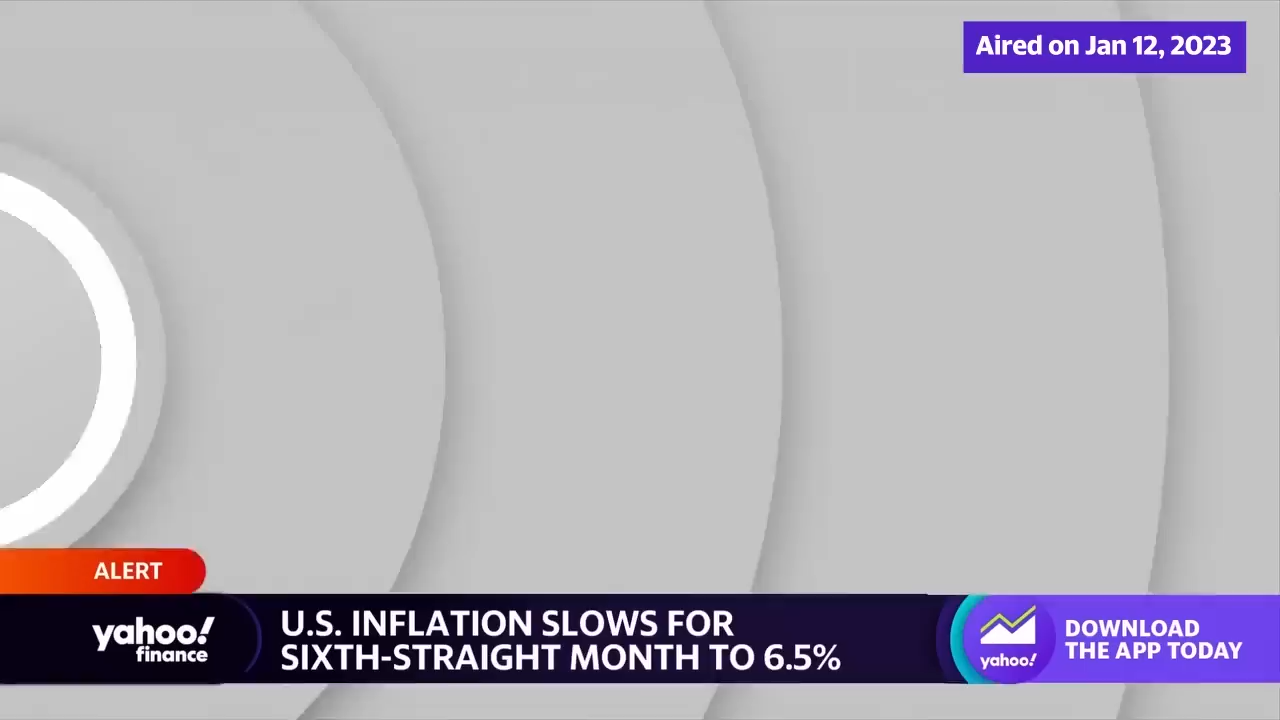 Aired on Jan 12, 2023
ALERT
yahoo!
finance
U.S. INFLATION SLOWS FOR
SIXTH-STRAIGHT MONTH TO 6.5%
yahoo!
DOWNLOAD
THE APP TODAY